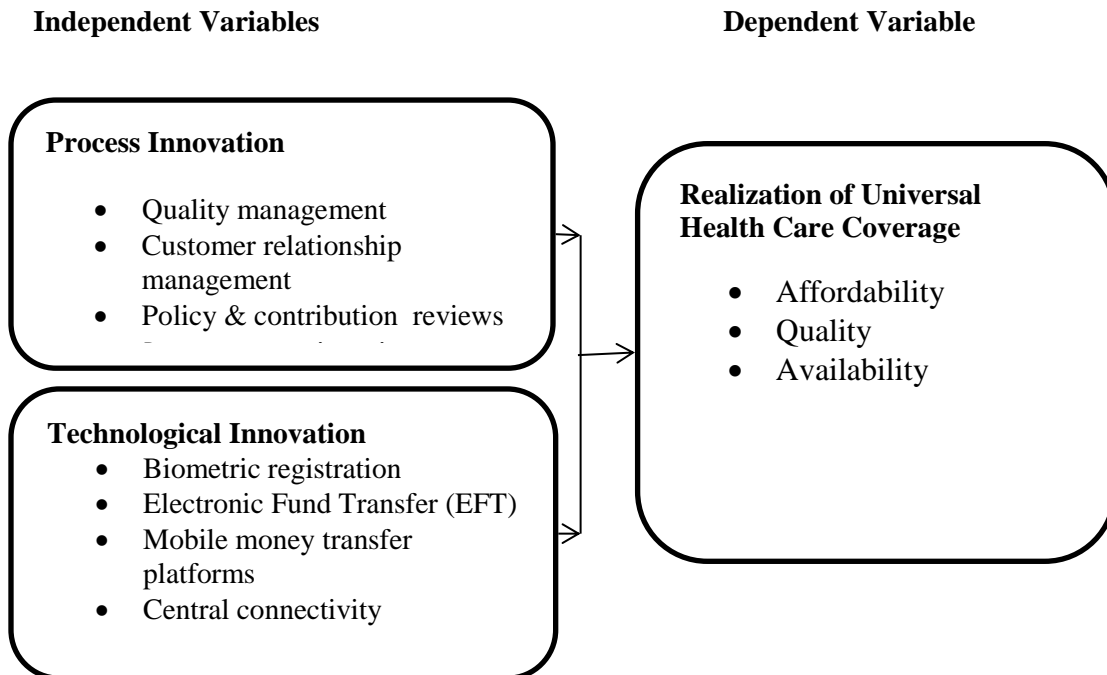 Independent Variables
Dependent Variable
Process Innovation
• Quality management
• Customer relationship
management
• Policy & contribution reviews
Technological Innovation
• Biometric registration
• Electronic Fund Transfer (EFT)
• Mobile money transfer
platforms
• Central connectivity
Realization of Universal
Health Care Coverage
• Affordability
• Quality
• Availability